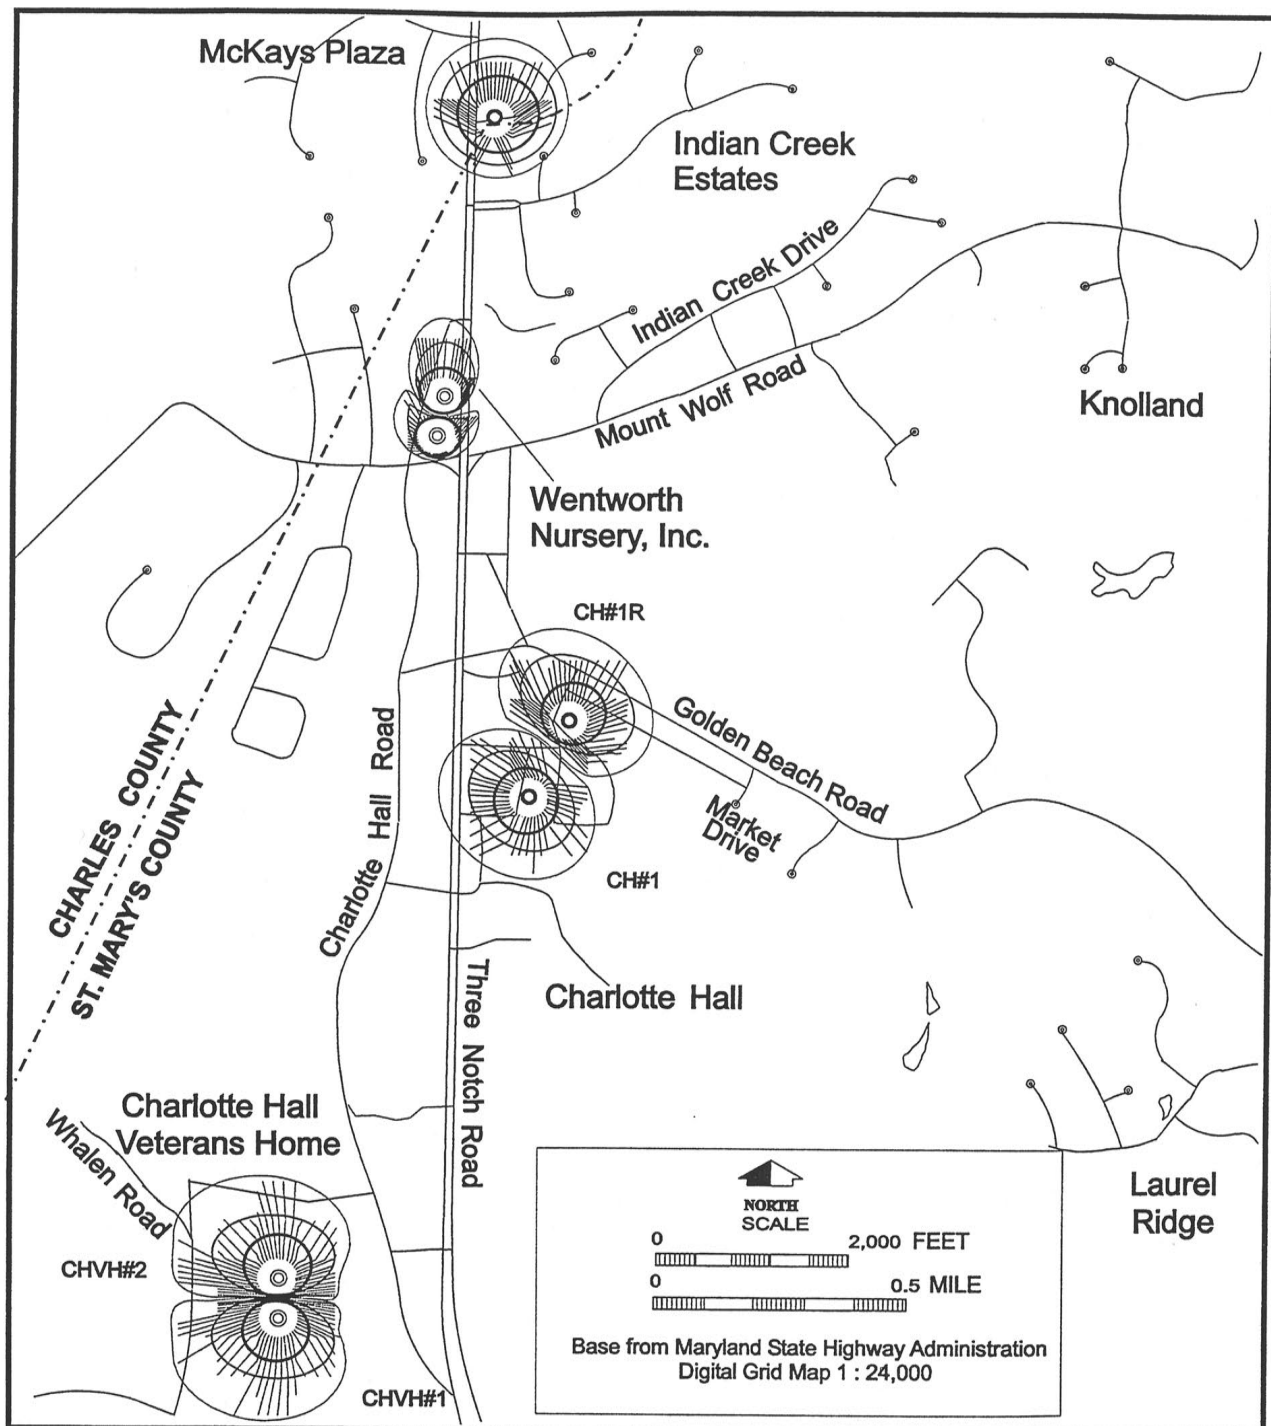 McKays Plaza
Indian Creek
Estates
Indian Creek Drive
Mount Wolf Road
Knolland
Wentworth
Nursery, Inc.
CH#1R
Golden Beach Road
Market
Drive
CHARLES COUNTY
ST. MARY'S COUNTY
Charlotte Hall Road
CH#1
Charlotte Hall
Three Notch Road
Charlotte Hall
Veterans Home
Whalen Road
CHVH#2
CHVH#1
Laurel
Ridge
NORTH
SCALE
0 2,000 FEET
0 0.5 MILE
Base from Maryland State Highway Administration
Digital Grid Map 1 : 24,000